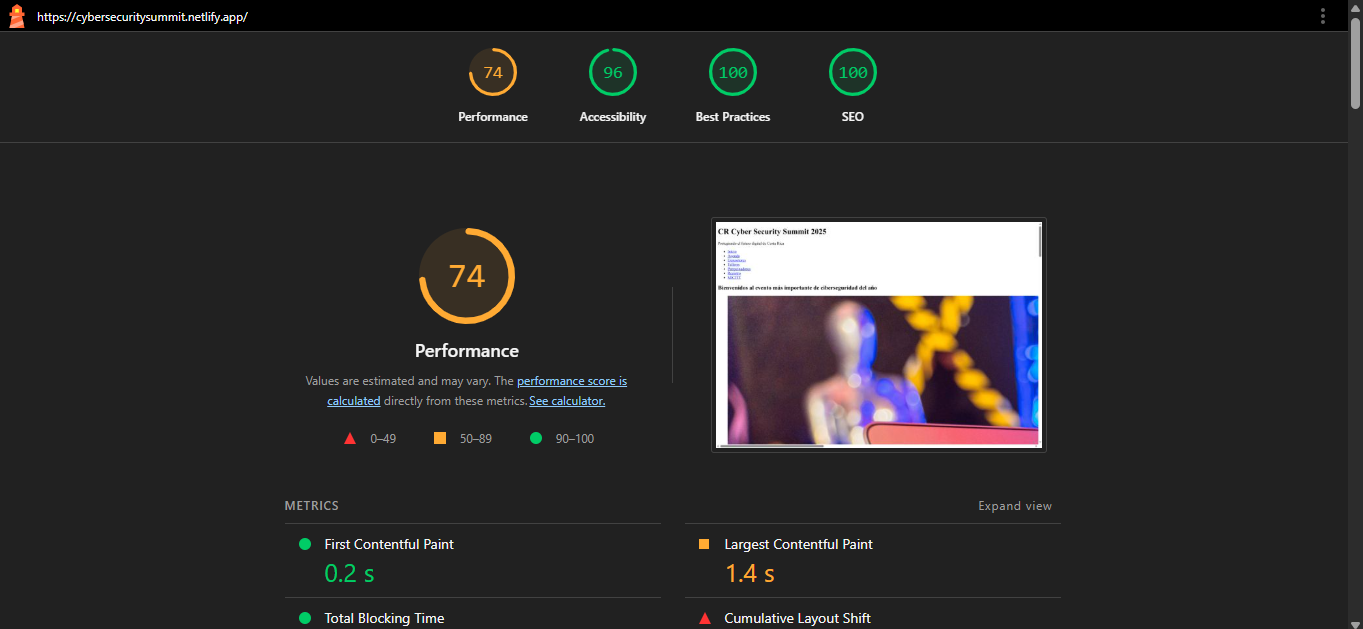 https://cybersecuritysummit.netlify.app/
74
96
100
100
Performance
Accessibility
Best Practices
SEO
74
Performance
Values are estimated and may vary. The performance score is
calculated directly from these metrics. See calculator.
0–49
50–89
90–100
CR Cyber Security Summit 2025
Protegiendo el futuro digital de Costa Rica
Inicio
Agenda
Patrocinadores
Registro
Bienvenidos al evento más importante de ciberseguridad del año
METRICS
Expand view
First Contentful Paint
0.2 s
Largest Contentful Paint
1.4 s
Total Blocking Time
Cumulative Layout Shift